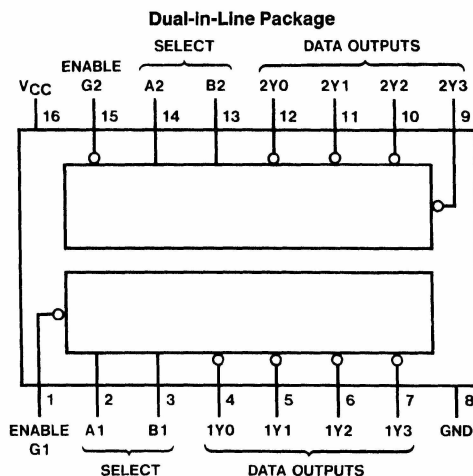 Dual-in-Line Package
SELECT DATA OUTPUTS
ENABLE
VCC G2 A2 B2 2Y0 2Y1 2Y2 2Y3
16 15 14 13 12 11 10 9
1 2 3 4 5 6 7 8
ENABLE A1 B1 1Y0 1Y1 1Y2 1Y3 GND
G1
SELECT DATA OUTPUTS